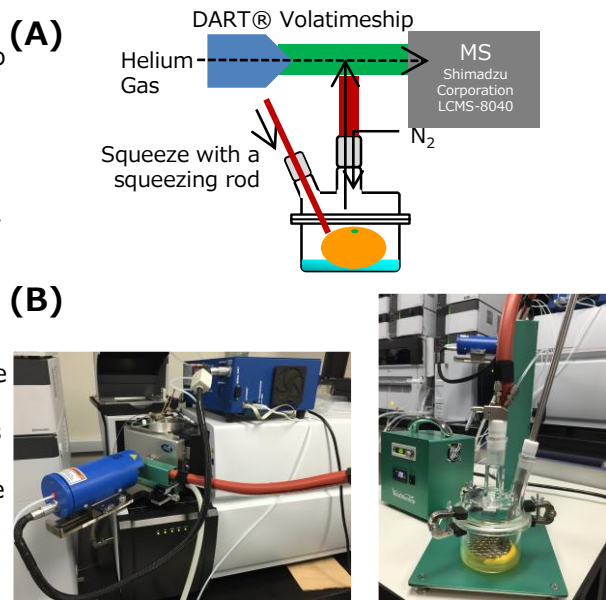 (A)
DART® Volatimeship
Helium
Gas
MS
Shimadzu
Corporation
LCMS-8040
N2
Squeeze with a
squeezing rod
(B)